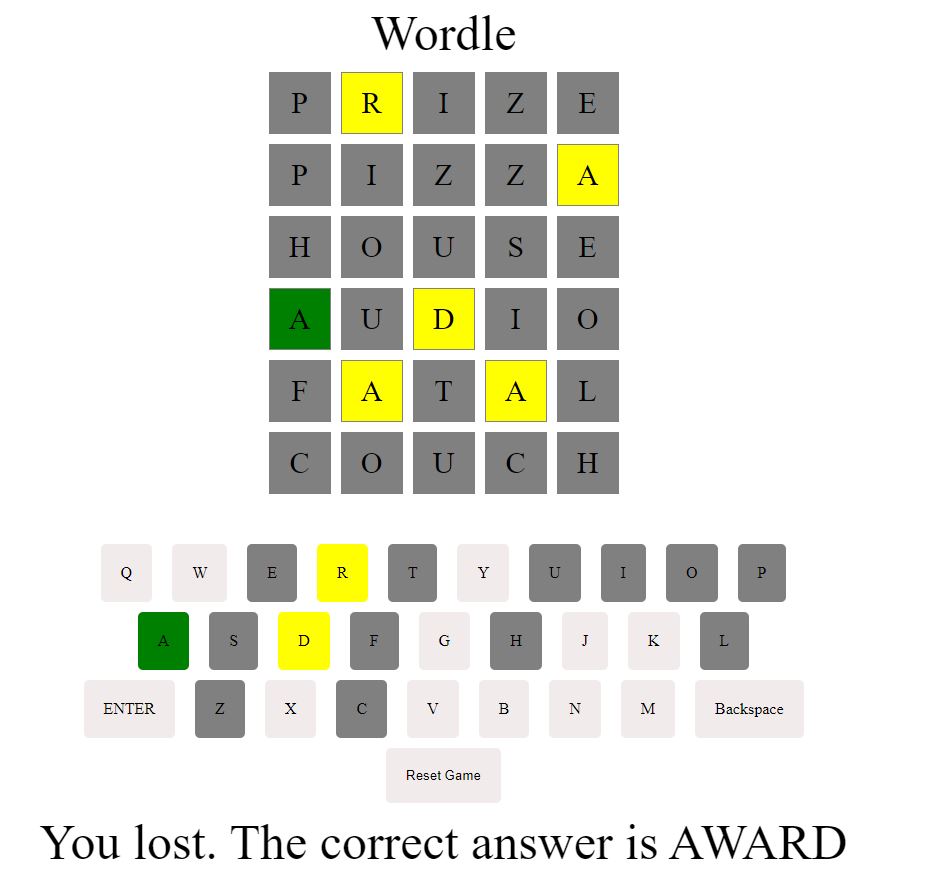 Wordle
P R I Z E
P I Z Z A
H O U S E
A U D I O
F A T A L
C O U C H
Q W E R T Y U I O P
A S D F G H J K L
ENTER Z X C V B N M Backspace
Reset Game
You lost. The correct answer is AWARD